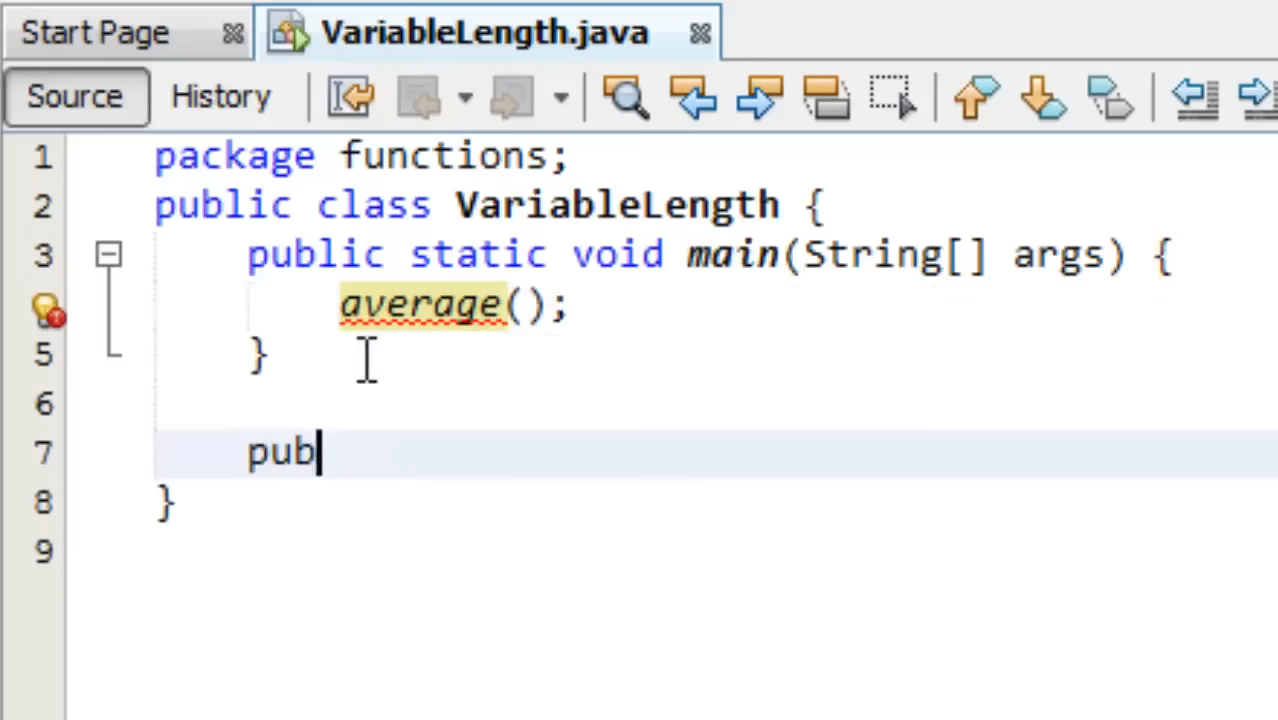 Start Page VariableLength.java
Source History
1 package functions;
2 public class VariableLength {
3 public static void main(String[] args) {
average();
5 }
6
7 pub
8 }
9